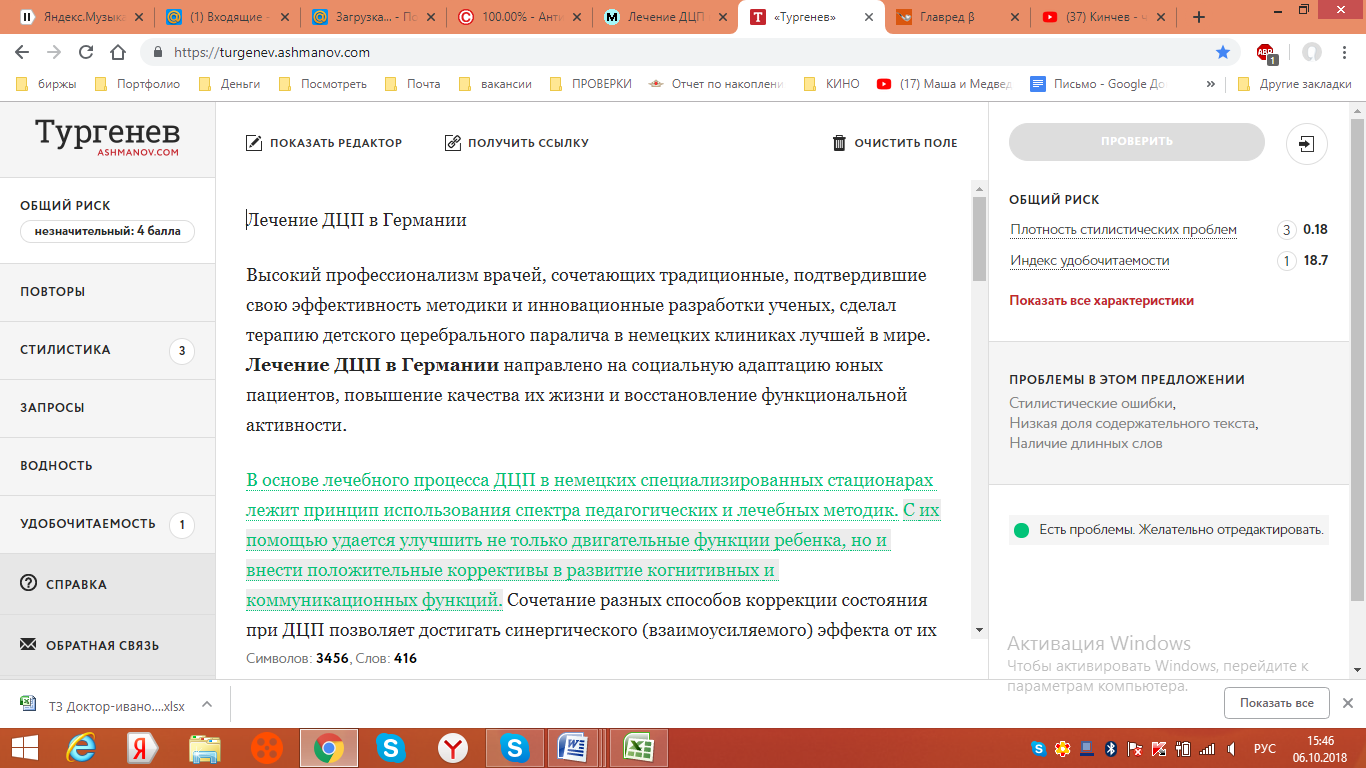 Яндекс.Музыка
(1) Входящие -
Загрузка... - По
100.00% - Анти
Лечение ДЦП
«Тургенев»
Главред β
(37) Кинчев - ч
https://turgenev.ashmanov.com
ABP
1
биржы
Портфолио
Деньги
Посмотреть
Почта
вакансии
ПРОВЕРКИ
Отчет по накоплени
КИНО
(17) Маша и Медвед
Письмо - Google До
»
Другие закладки
Тургенев
ASHMANOV.COM
ПОКАЗАТЬ РЕДАКТОР
ПОЛУЧИТЬ ССЫЛКУ
ОЧИСТИТЬ ПОЛЕ
ПРОВЕРИТЬ
ОБЩИЙ РИСК
незначительный: 4 балла
ПОВТОРЫ
СТИЛИСТИКА 3
ЗАПРОСЫ
ВОДНОСТЬ
УДОБОЧИТАЕМОСТЬ 1
СПРАВКА
ОБРАТНАЯ СВЯЗЬ
Лечение ДЦП в Германии
Высокий профессионализм врачей, сочетающих традиционные, подтвердившие
свою эффективность методики и инновационные разработки ученых, сделал
терапию детского церебрального паралича в немецких клиниках лучшей в мире.
Лечение ДЦП в Германии направлено на социальную адаптацию юных
пациентов, повышение качества их жизни и восстановление функциональной
активности.
В основе лечебного процесса ДЦП в немецких специализированных стационарах
лежит принцип использования спектра педагогических и лечебных методик. С их
помощью удается улучшить не только двигательные функции ребенка, но и
внести положительные коррективы в развитие когнитивных и
коммуникационных функций. Сочетание разных способов коррекции состояния
при ДЦП позволяет достигать синергического (взаимоусиляемого) эффекта от их
Символов: 3456, Слов: 416
ОБЩИЙ РИСК
Плотность стилистических проблем 3 0.18
Индекс удобочитаемости 1 18.7
Показать все характеристики
ПРОБЛЕМЫ В ЭТОМ ПРЕДЛОЖЕНИИ
Стилистические ошибки,
Низкая доля содержательного текста,
Наличие длинных слов
Есть проблемы. Желательно отредактировать.
Активация Windows
Чтобы активировать Windows, перейдите к
параметрам компьютера.
ТЗ Доктор-ивано....xlsx
Показать все
РУС
15:46
06.10.2018